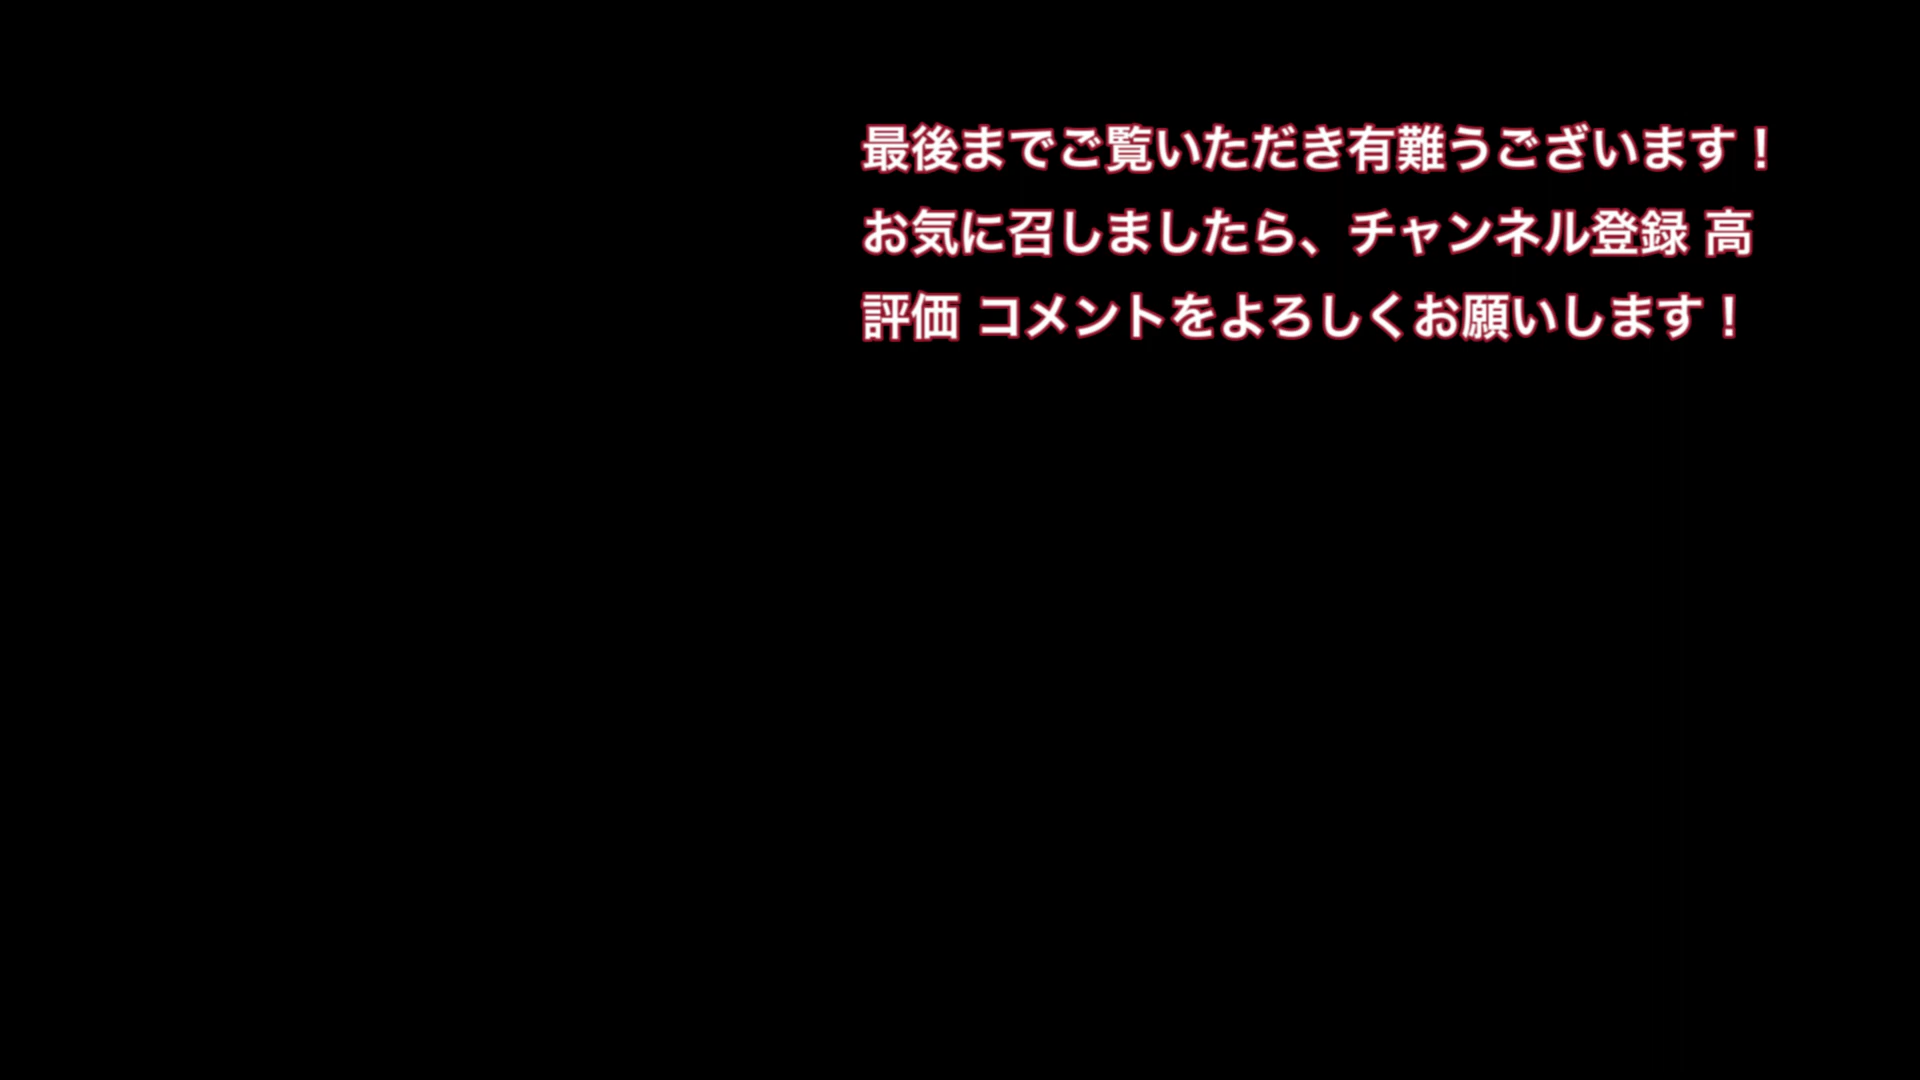 最後までご覧いただき有難うございます！
お気に召しましたら、チャンネル登録 高
評価 コメントをよろしくお願いします！